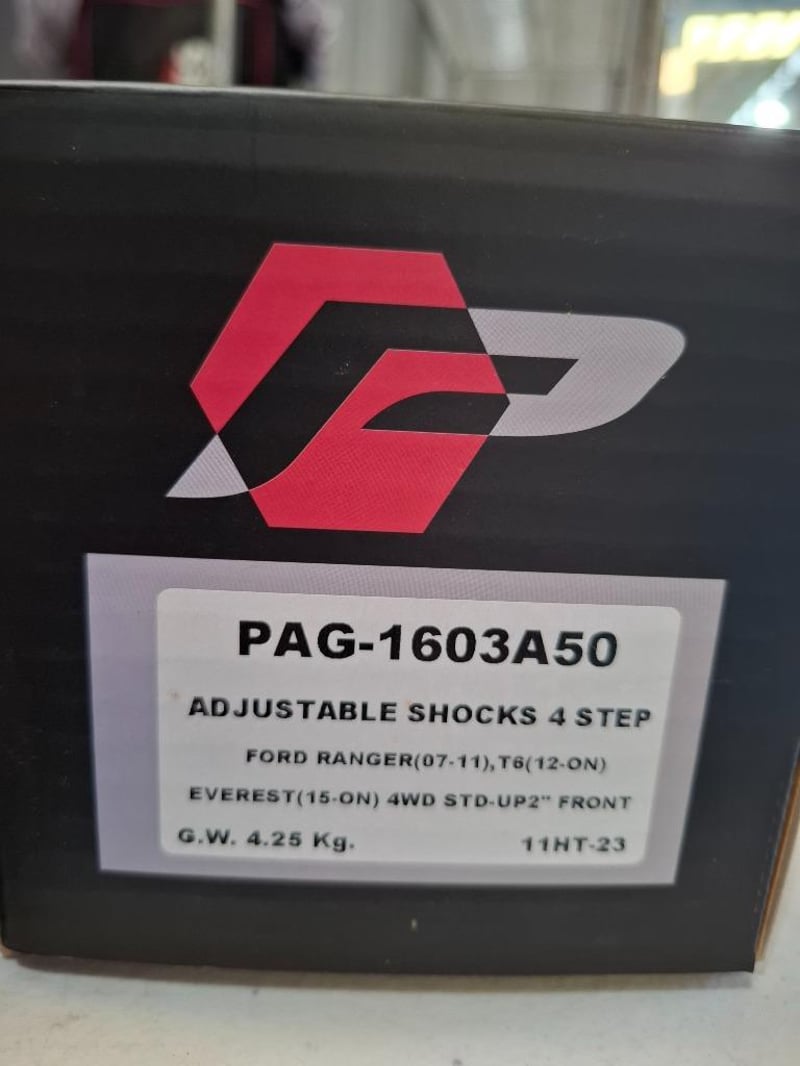 PAG-1603A50
ADJUSTABLE SHOCKS 4 STEP
FORD RANGER(07-11),T6(12-ON)
EVEREST(15-ON) 4WD STD-UP2" FRONT
G.W. 4.25 Kg. 11HT-23